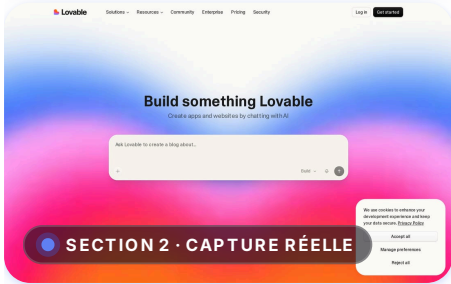 Lovable
Solutions Resources Community Enterprise Pricing Security
Log in Get started
Build something Lovable
Create apps and websites by chatting with AI
Ask Lovable to create a blog about...
Build
We use cookies to enhance your
development experience and keep
your data secure. Privacy Policy
Accept all
Manage preferences
Reject all
SECTION 2 · CAPTURE RÉELLE